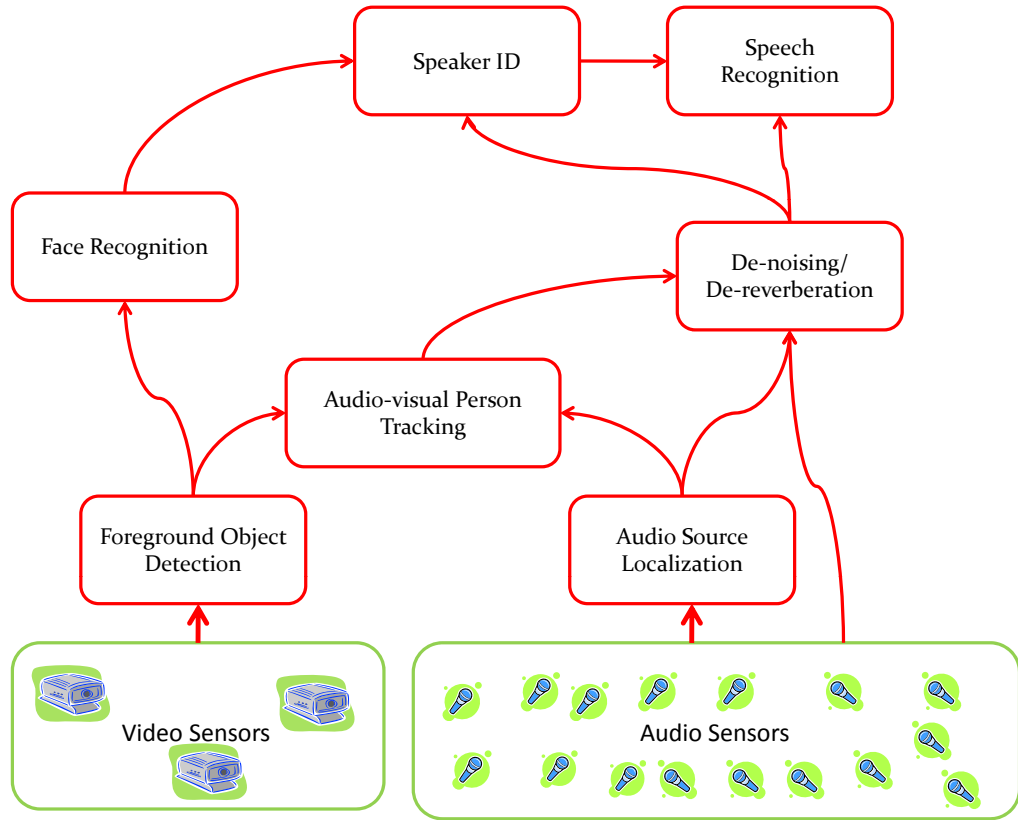 Speaker ID
Speech
Recognition
Face Recognition
De-noising/
De-reverberation
Audio-visual Person
Tracking
Foreground Object
Detection
Audio Source
Localization
Video Sensors
Audio Sensors